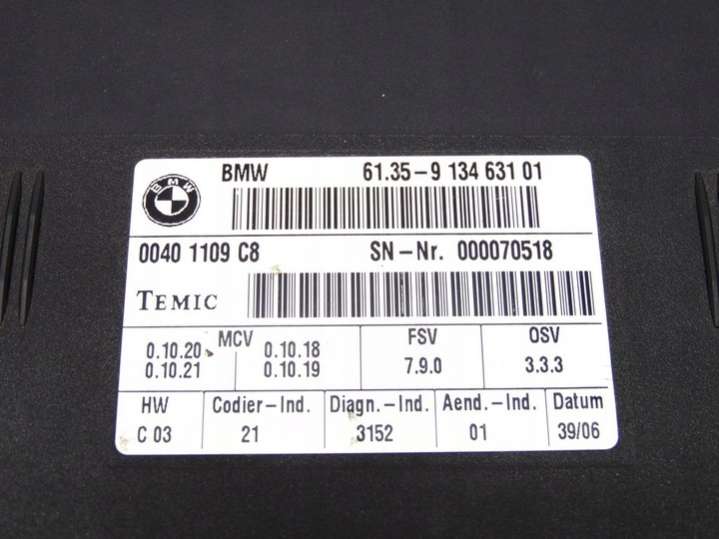 BMW
BMW 61.35-9 134 631 01
0040 1109 C8 SN-Nr. 000070518
TEMIC
MCV FSV OSV
0.10.20 0.10.18 7.9.0 3.3.3
0.10.21 0.10.19
HW Codier-Ind. Diagn.-Ind. Aend.-Ind. Datum
C 03 21 3152 01 39/06